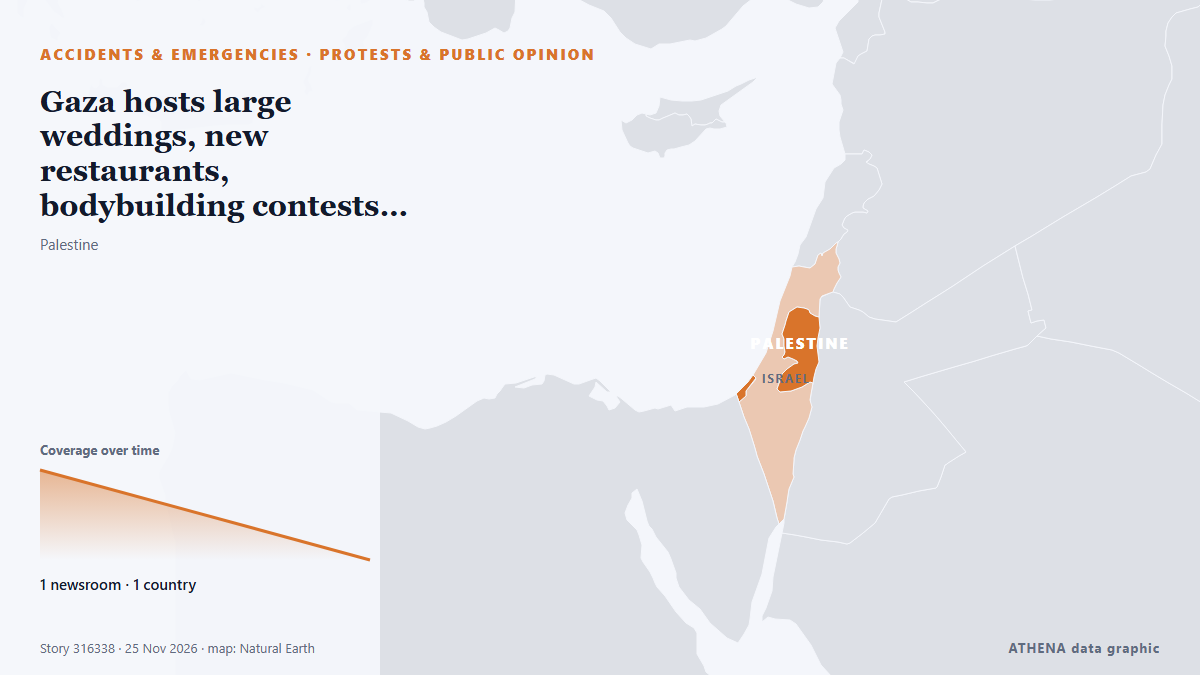 ACCIDENTS & EMERGENCIES · PROTESTS & PUBLIC OPINION
Gaza hosts large
weddings, new
restaurants,
bodybuilding contests…
Palestine
PALESTINE
ISRAEL
Coverage over time
1 newsroom · 1 country
Story 316338 · 25 Nov 2026 · map: Natural Earth
ATHENA data graphic